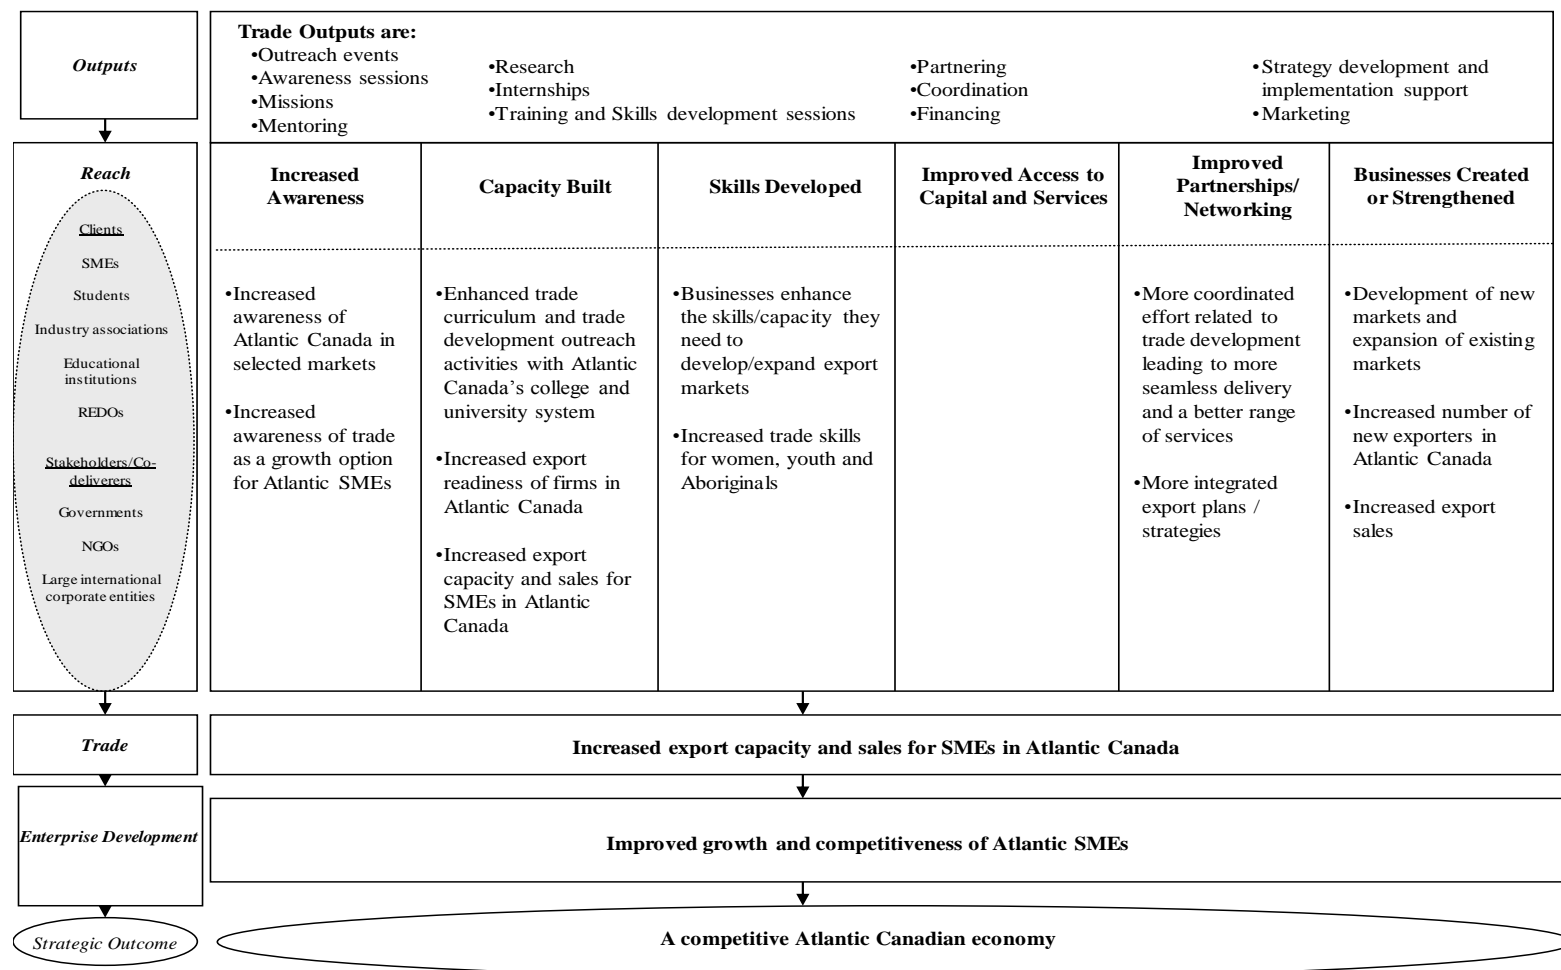 Outputs
Trade Outputs are:
•Outreach events
•Awareness sessions
•Missions
•Mentoring
•Research
•Internships
•Training and Skills development sessions
•Partnering
•Coordination
•Financing
•Strategy development and
implementation support
•Marketing
Reach
Clients
SMEs
Students
Industry associations
Educational
institutions
REDOs
Stakeholders/Co-
deliverers
Governments
NGOs
Large international
corporate entities
Increased
Awareness
•Increased
awareness of
Atlantic Canada in
selected markets
•Increased
awareness of trade
as a growth option
for Atlantic SMEs
Capacity Built
•Enhanced trade
curriculum and trade
development outreach
activities with Atlantic
Canada’s college and
university system
•Increased export
readiness of firms in
Atlantic Canada
•Increased export
capacity and sales for
SMEs in Atlantic
Canada
Skills Developed
•Businesses enhance
the skills/capacity they
need to
develop/expand export
markets
•Increased trade skills
for women, youth and
Aboriginals
Improved Access to
Capital and Services
Improved
Partnerships/
Networking
•More coordinated
effort related to
trade development
leading to more
seamless delivery
and a better range
of services
•More integrated
export plans /
strategies
Businesses Created
or Strengthened
•Development of new
markets and
expansion of existing
markets
•Increased number of
new exporters in
Atlantic Canada
•Increased export
sales
Trade
Increased export capacity and sales for SMEs in Atlantic Canada
Enterprise Development
Improved growth and competitiveness of Atlantic SMEs
Strategic Outcome
A competitive Atlantic Canadian economy